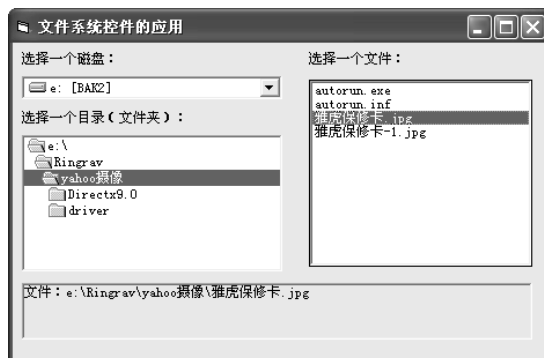 文件系统控件的应用
选择一个磁盘：
e: [BAK2]
选择一个目录(文件夹)：
e:\
Ringrav
yahoo摄像
Directx9.0
driver
选择一个文件：
autorun.exe
autorun.inf
雅虎保修卡.jpg
雅虎保修卡-1.jpg
文件：e:\Ringrav\yahoo摄像\雅虎保修卡.jpg